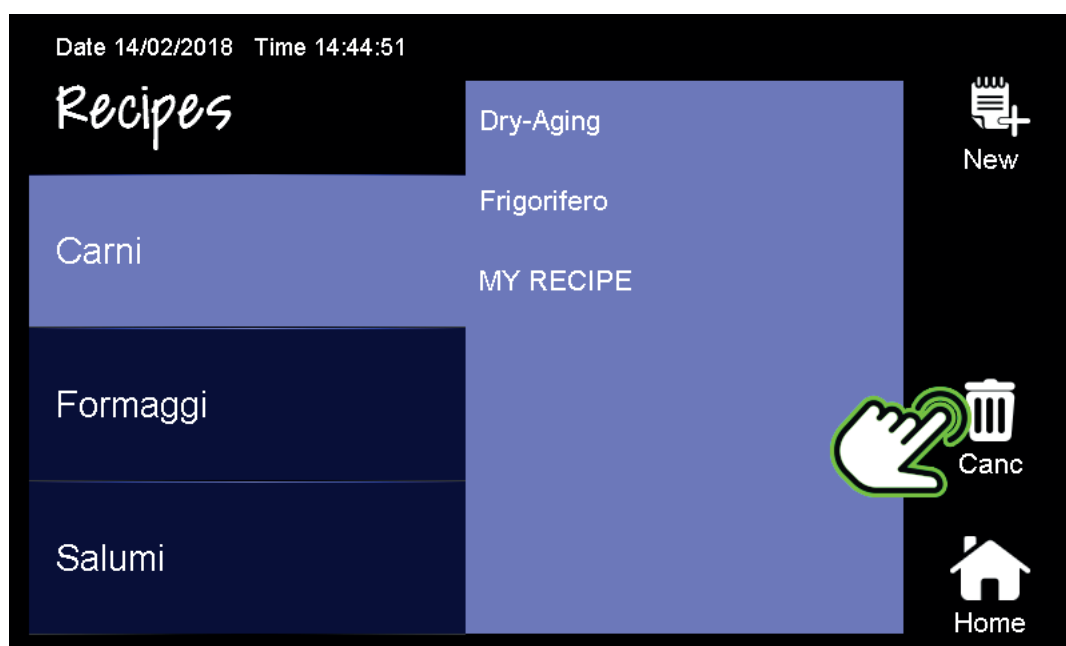 Date 14/02/2018 Time 14:44:51
Recipes
Carni
Formaggi
Salumi
Dry-Aging
Frigorifero
MY RECIPE
New
Canc
Home